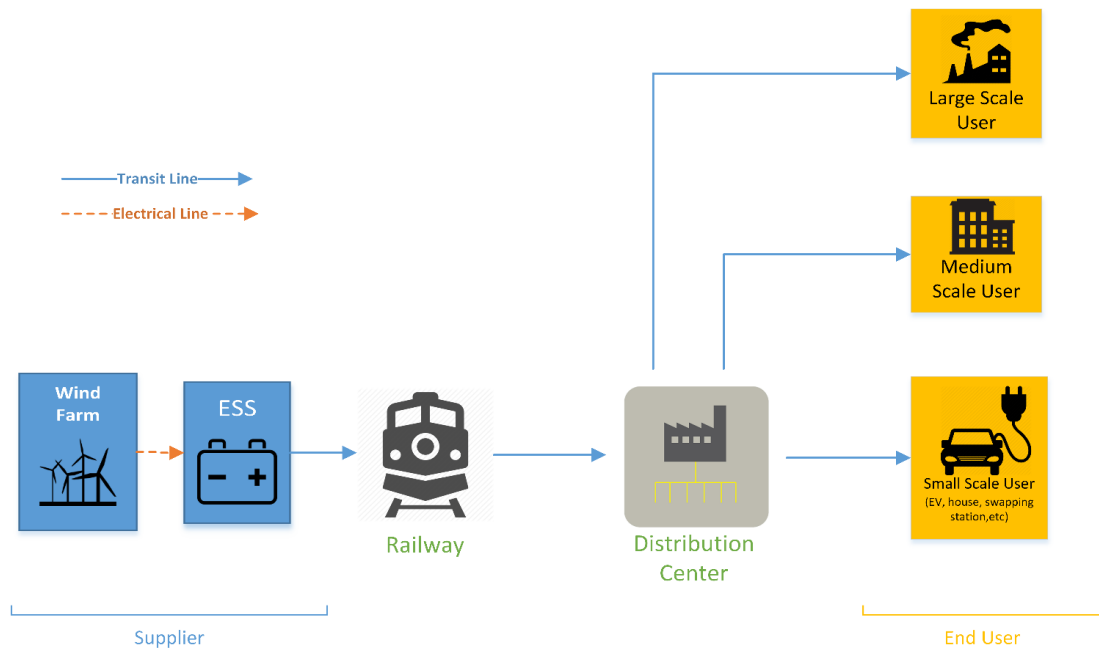 Large Scale
User
Transit Line
Electrical Line
Medium
Scale User
Wind
Farm
ESS
Small Scale User
(EV, house, swapping
station,etc)
Railway
Distribution
Center
Supplier
End User